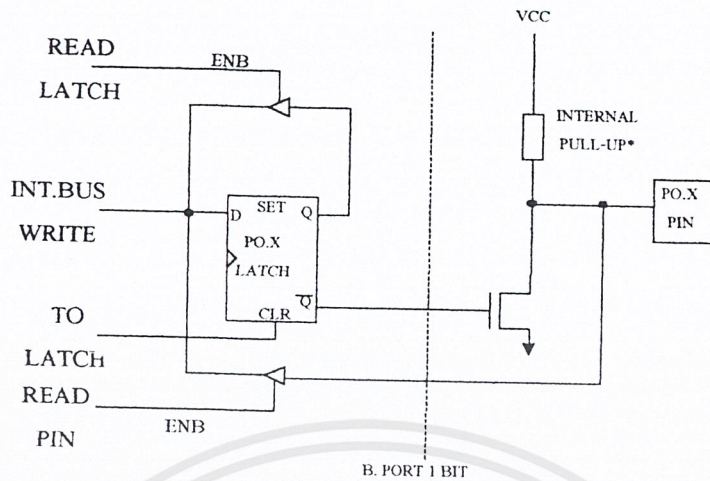 READ
ENB
LATCH
INT.BUS
WRITE
D
SET
Q
PO.X
LATCH
Q
CLR
TO
LATCH
READ
ENB
PIN
VCC
INTERNAL
PULL-UP*
PO.X
PIN
B. PORT 1 BIT